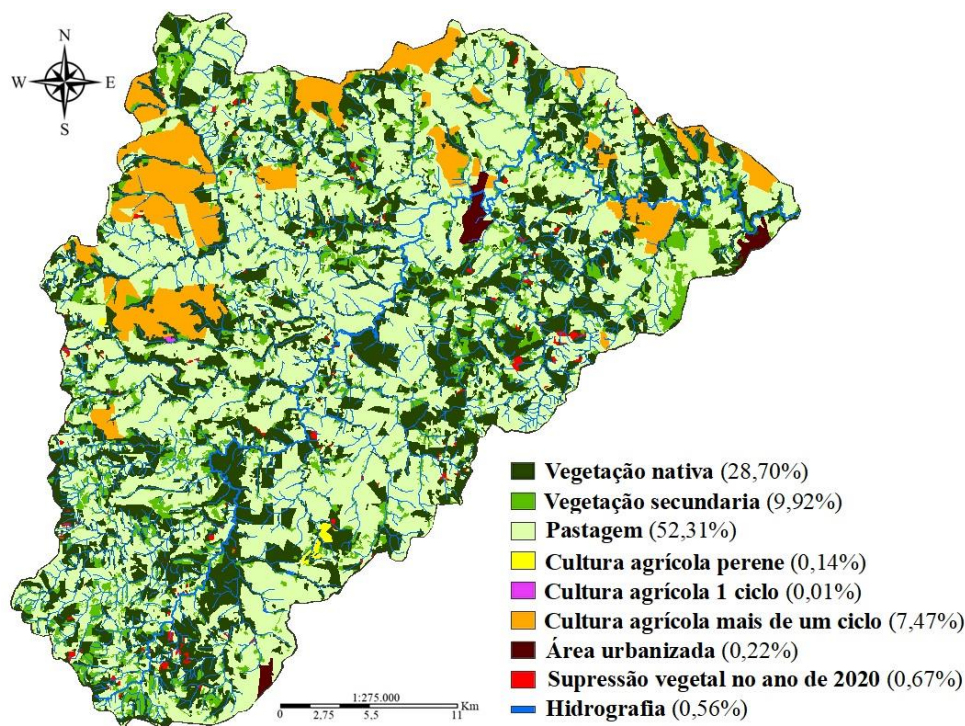 N
W E
S
Vegetação nativa (28,70%)
Vegetação secundaria (9,92%)
Pastagem (52,31%)
Cultura agrícola perene (0,14%)
Cultura agrícola 1 ciclo (0,01%)
Cultura agrícola mais de um ciclo (7,47%)
Área urbanizada (0,22%)
Supressão vegetal no ano de 2020 (0,67%)
Hidrografia (0,56%)
1:275.000
0 2,75 5,5 11 Km